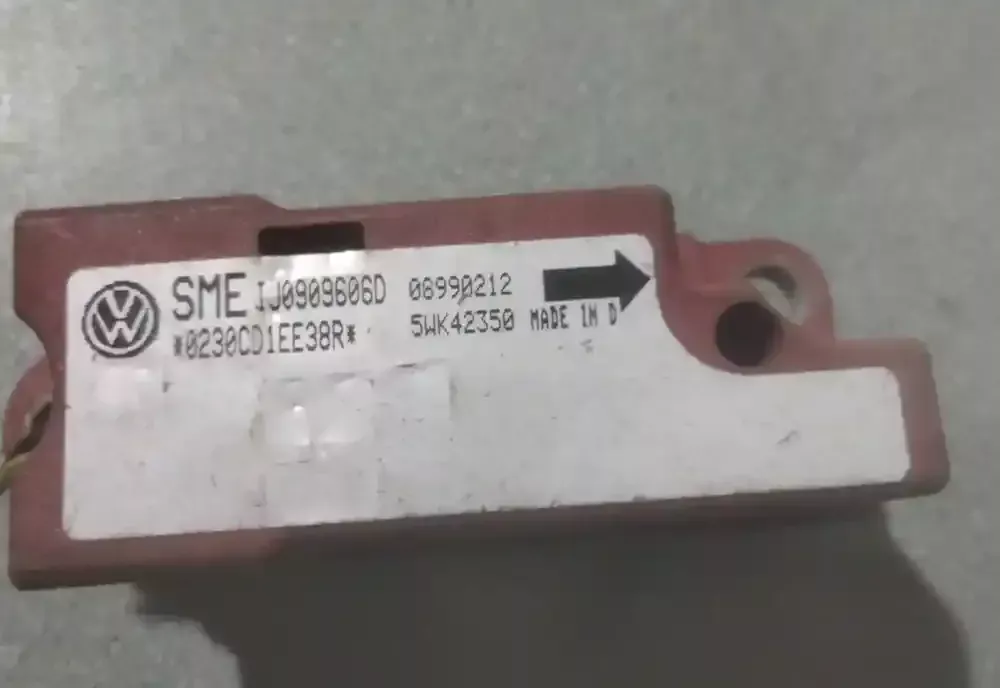 SME 1J0909606D 08990212
*0230CD1EE38R* 5WK42350 MADE IN D